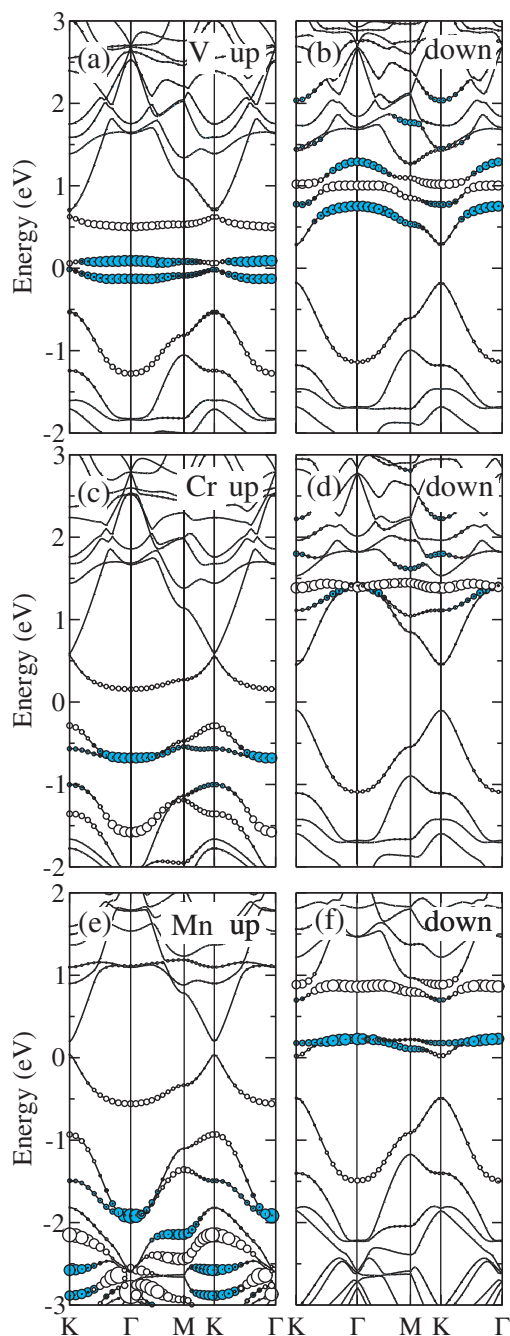 (a) V up
(b) down
3
2
1
0
-1
-2
Energy (eV)
(c) Cr up
(d) down
3
2
1
0
-1
-2
Energy (eV)
(e) Mn up
(f) down
2
1
0
-1
-2
-3
Energy (eV)
K Γ M K Γ K Γ M K Γ